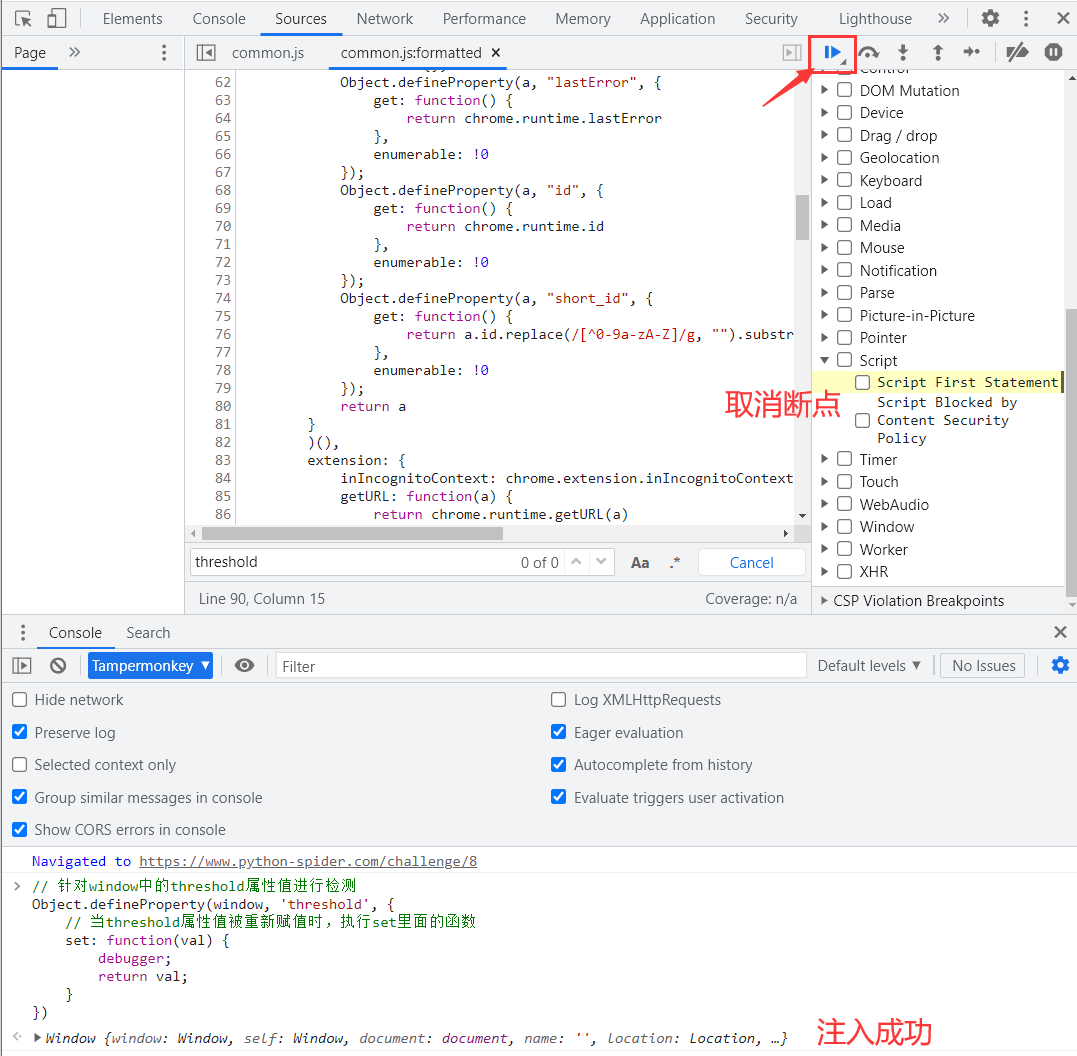 Elements Console Sources Network Performance Memory Application Security Lighthouse »
Page » common.js common.js:formatted ×
62 Object.defineProperty(a, "lastError", {
63 get: function() {
64 return chrome.runtime.lastError
65 },
66 enumerable: !0
67 });
68 Object.defineProperty(a, "id", {
69 get: function() {
70 return chrome.runtime.id
71 },
72 enumerable: !0
73 });
74 Object.defineProperty(a, "short_id", {
75 get: function() {
76 return a.id.replace(/[^0-9a-zA-Z]/g, "").substr
77 },
78 enumerable: !0
79 });
80 return a
81 }
82 )(),
83 extension: {
84 inIncognitoContext: chrome.extension.inIncognitoContext
85 getURL: function(a) {
86 return chrome.runtime.getURL(a)
threshold 0 of 0 Aa .* Cancel
Line 90, Column 15 Coverage: n/a
Control
DOM Mutation
Device
Drag / drop
Geolocation
Keyboard
Load
Media
Mouse
Notification
Parse
Picture-in-Picture
Pointer
Script
Script First Statement
取消断点
Script Blocked by
Content Security
Policy
Timer
Touch
WebAudio
Window
Worker
XHR
CSP Violation Breakpoints
Console Search
Tampermonkey ▼ Filter Default levels ▼ No Issues
Hide network Log XMLHttpRequests
Preserve log Eager evaluation
Selected context only Autocomplete from history
Group similar messages in console Evaluate triggers user activation
Show CORS errors in console
Navigated to https://www.python-spider.com/challenge/8
// 针对window中的threshold属性值进行检测
Object.defineProperty(window, 'threshold', {
// 当threshold属性值被重新赋值时，执行set里面的函数
set: function(val) {
debugger;
return val;
}
})
Window {window: Window, self: Window, document: document, name: '', location: Location, …}
注入成功